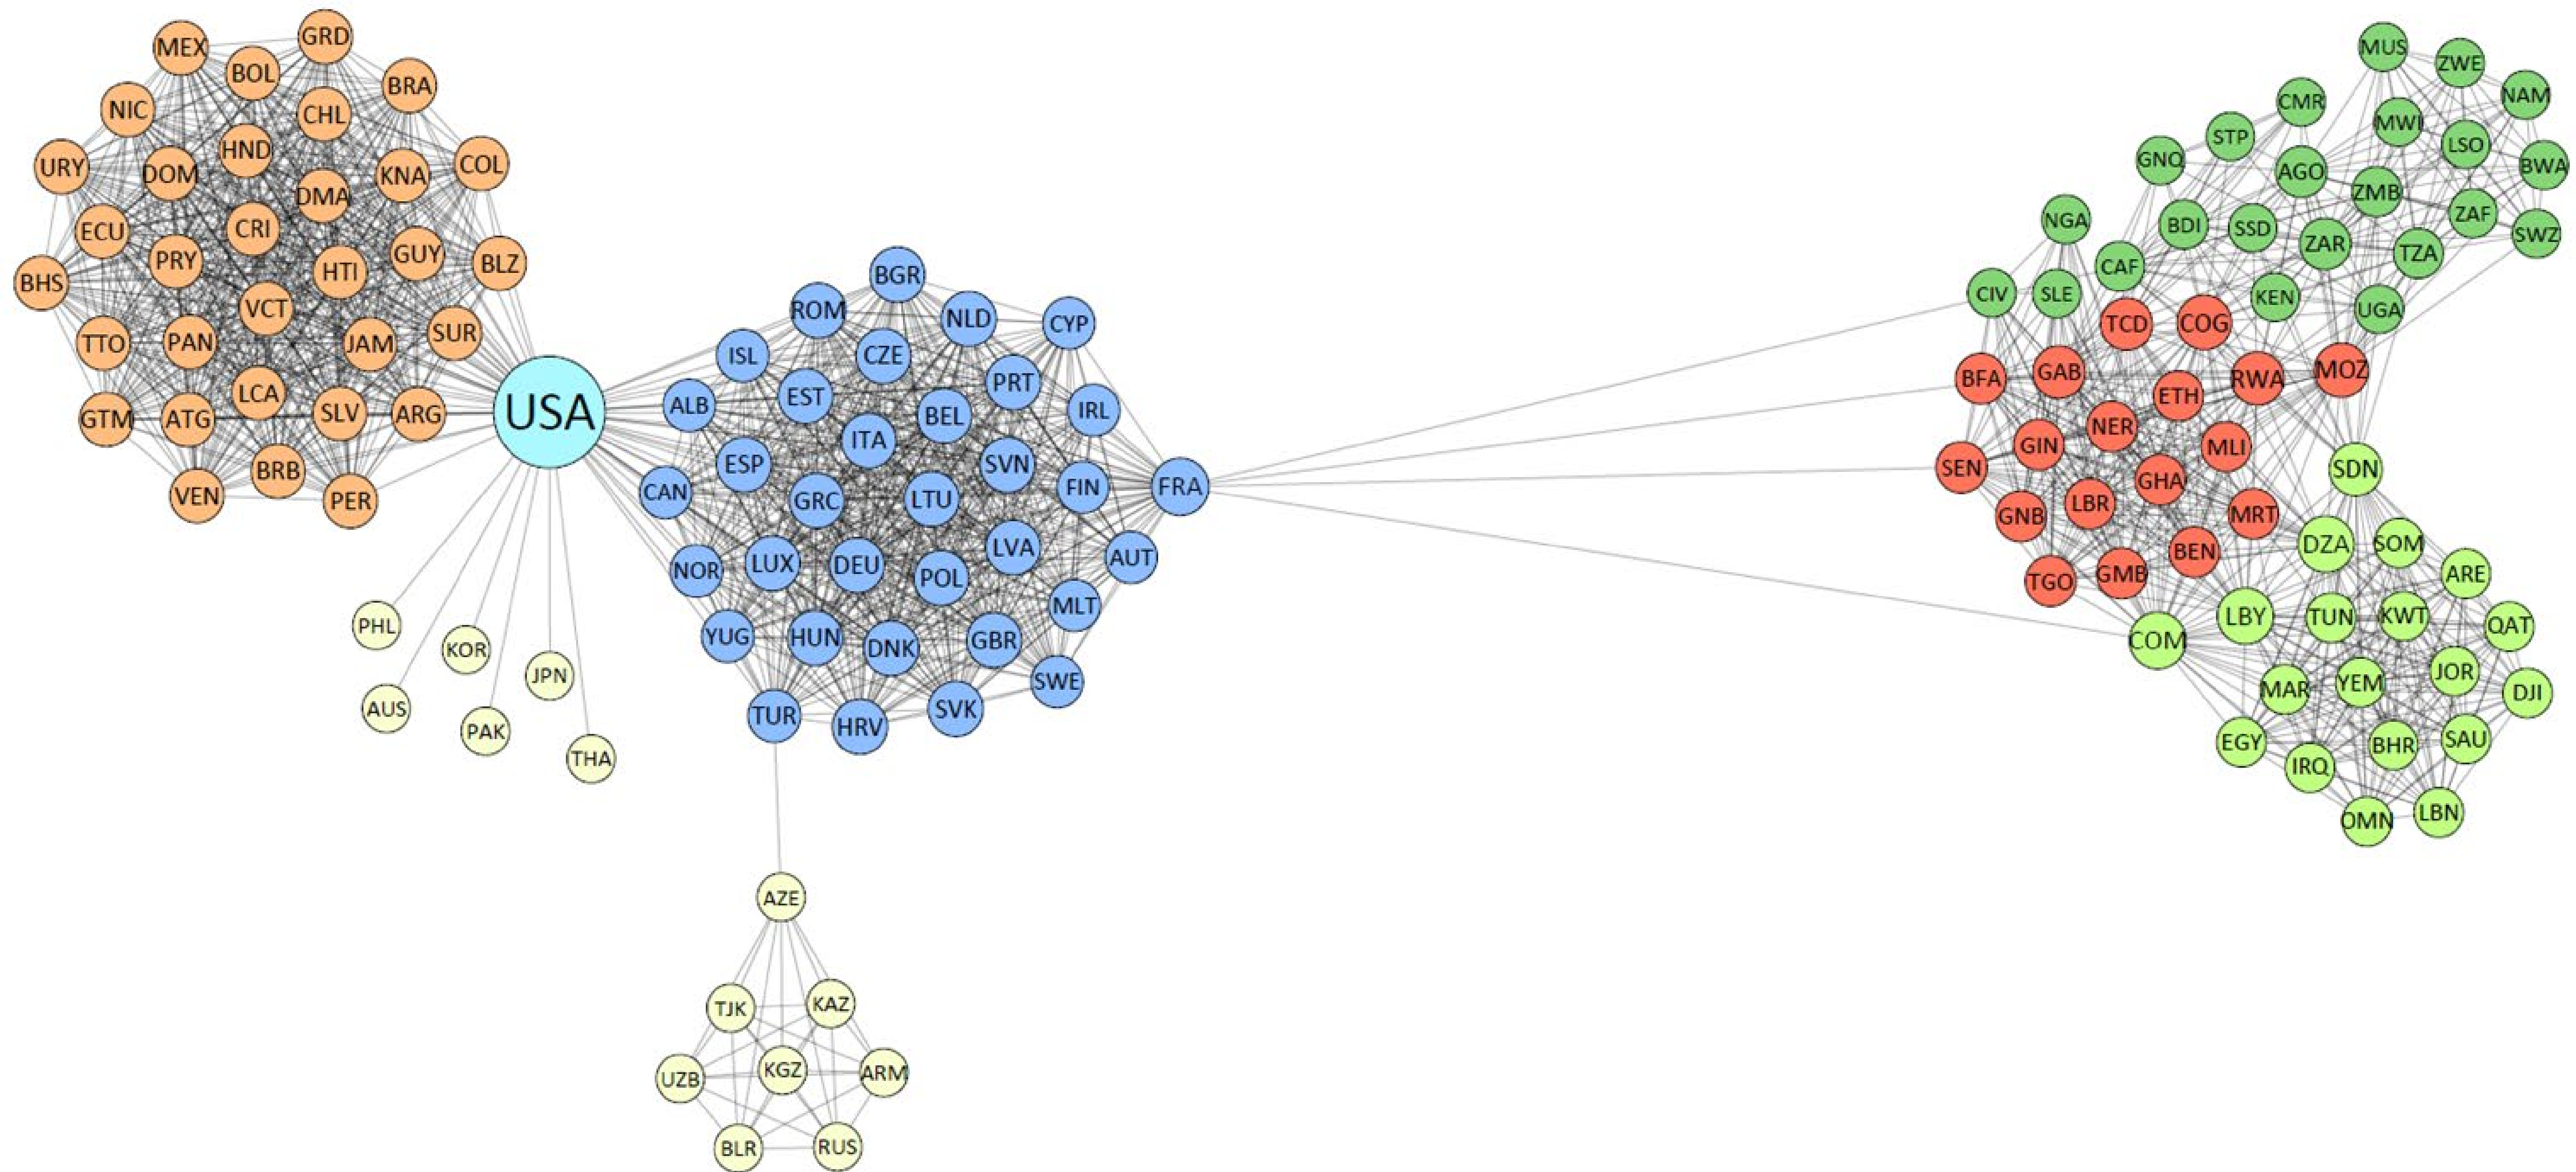 MEX
GRD
BOL
BRA
NIC
CHL
HND
COL
URY
DOM
KNA
DMA
ECU
CRI
GUY
PRY
HTI
BLZ
BHS
VCT
TTO
PAN
JAM
SUR
LCA
GTM
ATG
SLV
ARG
BRB
VEN
PER
USA
PHL
KOR
JPN
AUS
PAK
THA
BGR
ROM
NLD
CYP
ISL
CZE
PRT
ALB
EST
BEL
IRL
ITA
ESP
SVN
CAN
GRC
LTU
FIN
FRA
NOR
LUX
DEU
POL
LVA
AUT
MLT
YUG
HUN
DNK
GBR
SWE
TUR
HRV
SVK
AZE
TJK
KAZ
UZB
KGZ
ARM
BLR
RUS
MUS
ZWE
NAM
CMR
STP
MWI
LSO
GNQ
AGO
ZMB
BWA
NGA
BDI
SSD
ZAR
ZAF
SWZ
CAF
TZA
CIV
SLE
KEN
UGA
TCD
COG
BFA
GAB
ETH
RWA
MOZ
NER
GIN
MLI
SEN
GHA
GNB
LBR
MRT
BEN
TGO
GMB
SDN
DZA
SOM
ARE
LBY
TUN
KWT
QAT
COM
MAR
YEM
JOR
DJI
EGY
IRQ
BHR
SAU
OMN
LBN